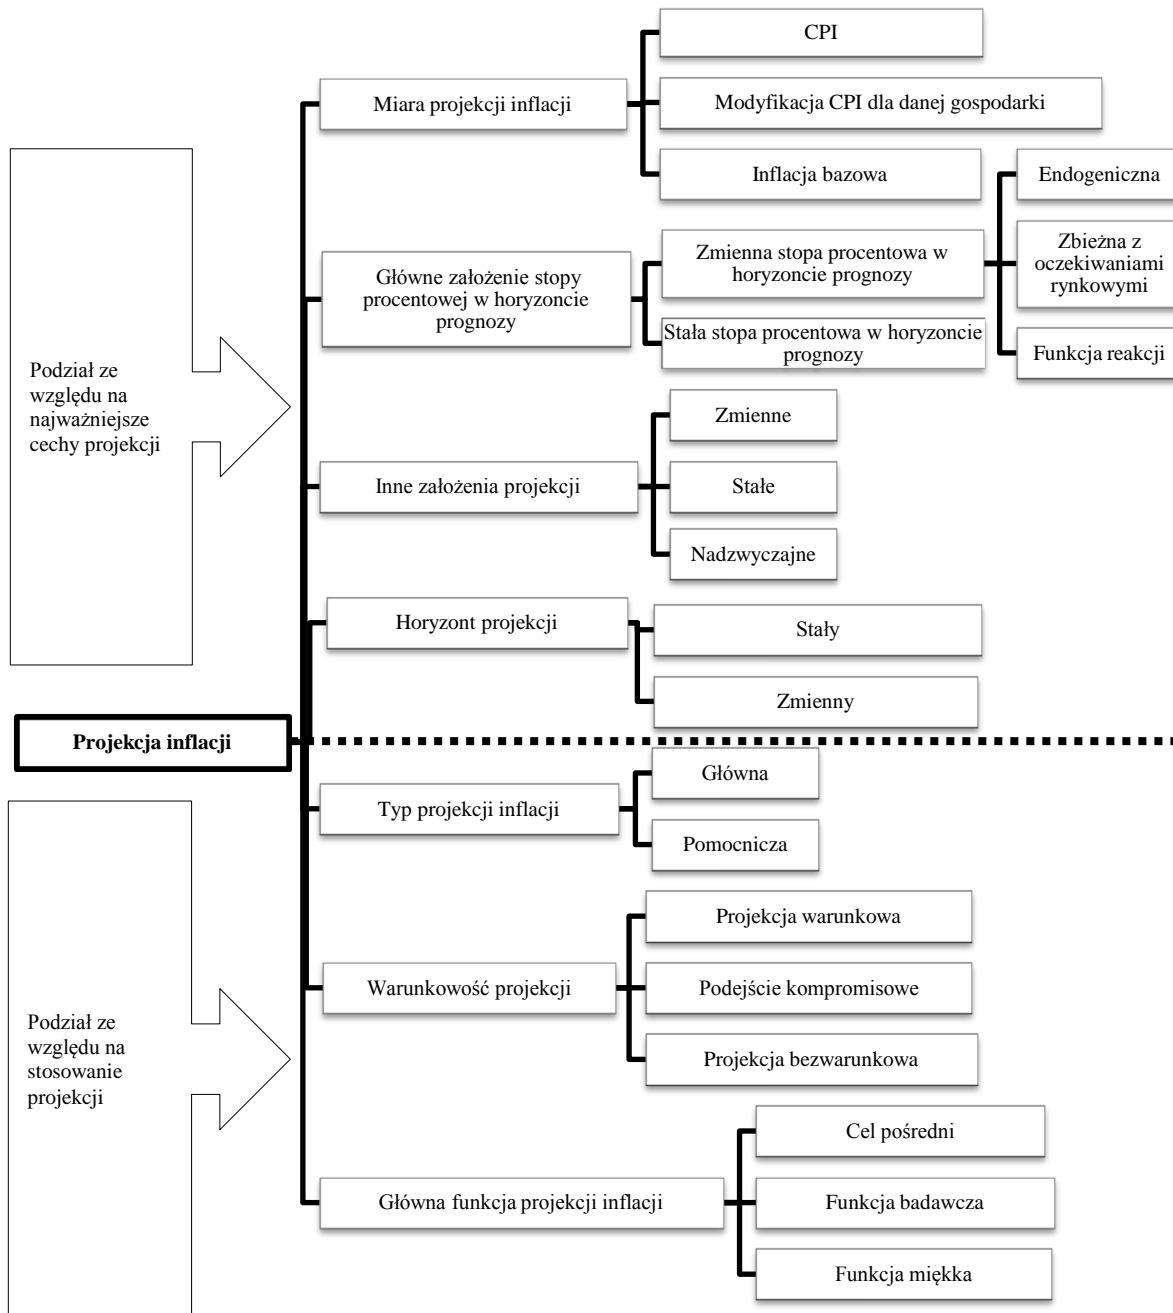 CPI
Miara projekcji inflacji
Modyfikacja CPI dla danej gospodarki
Inflacja bazowa
Endogeniczna
Główne założenie stopy
procentowej w horyzoncie
prognozy
Zmienna stopa procentowa w
horyzoncie prognozy
Zbieżna z
oczekiwaniami
rynkowymi
Stała stopa procentowa w horyzoncie
prognozy
Funkcja reakcji
Podział ze
względu na
najważniejsze
cechy projekcji
Zmienne
Inne założenia projekcji
Stałe
Nadzwyczajne
Horyzont projekcji
Stały
Zmienny
Projekcja inflacji
Główna
Typ projekcji inflacji
Pomocnicza
Projekcja warunkowa
Warunkowość projekcji
Podejście kompromisowe
Projekcja bezwarunkowa
Podział ze
względu na
stosowanie
projekcji
Cel pośredni
Główna funkcja projekcji inflacji
Funkcja badawcza
Funkcja miękka